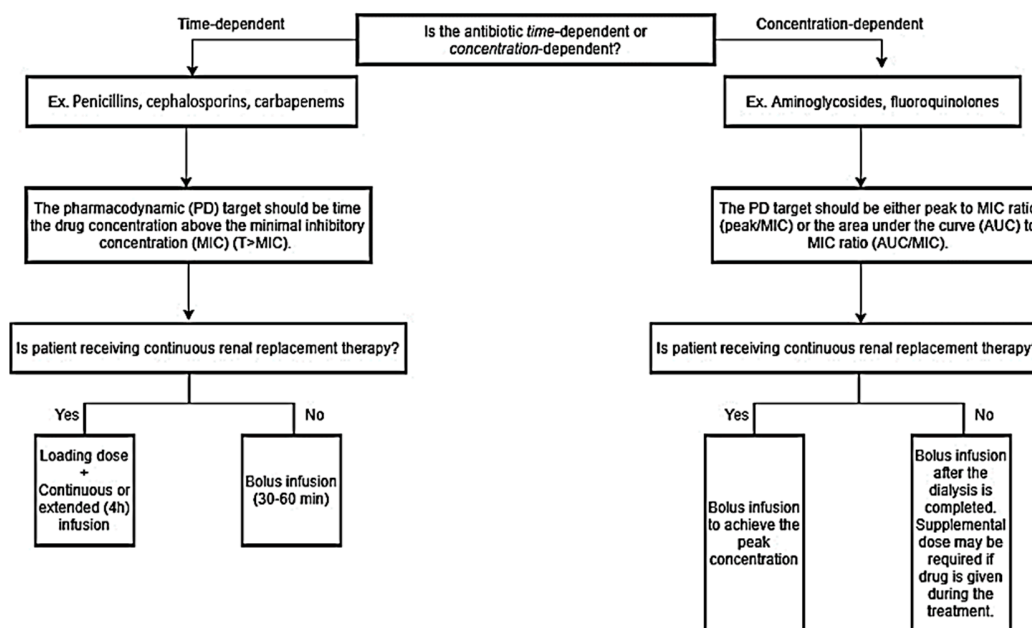 Time-dependent
Is the antibiotic time-dependent or
concentration-dependent?
Concentration-dependent
Ex. Penicillins, cephalosporins, carbapenems
Ex. Aminoglycosides, fluoroquinolones
The pharmacodynamic (PD) target should be time
the drug concentration above the minimal inhibitory
concentration (MIC) (T>MIC).
The PD target should be either peak to MIC ratio
(peak/MIC) or the area under the curve (AUC) to
MIC ratio (AUC/MIC).
Is patient receiving continuous renal replacement therapy?
Is patient receiving continuous renal replacement therapy
Yes
No
Loading dose
+
Continuous or
extended (4h)
infusion
Bolus infusion
(30-60 min)
Yes
No
Bolus infusion
to achieve the
peak
concentration
Bolus infusion
after the
dialysis is
completed.
Supplemental
dose may be
required if
drug is given
during the
treatment.